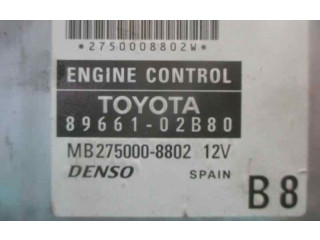 *2750008802W*
ENGINE CONTROL
TOYOTA
89661-02B80
MB275000-8802 12V
DENSO SPAIN B8